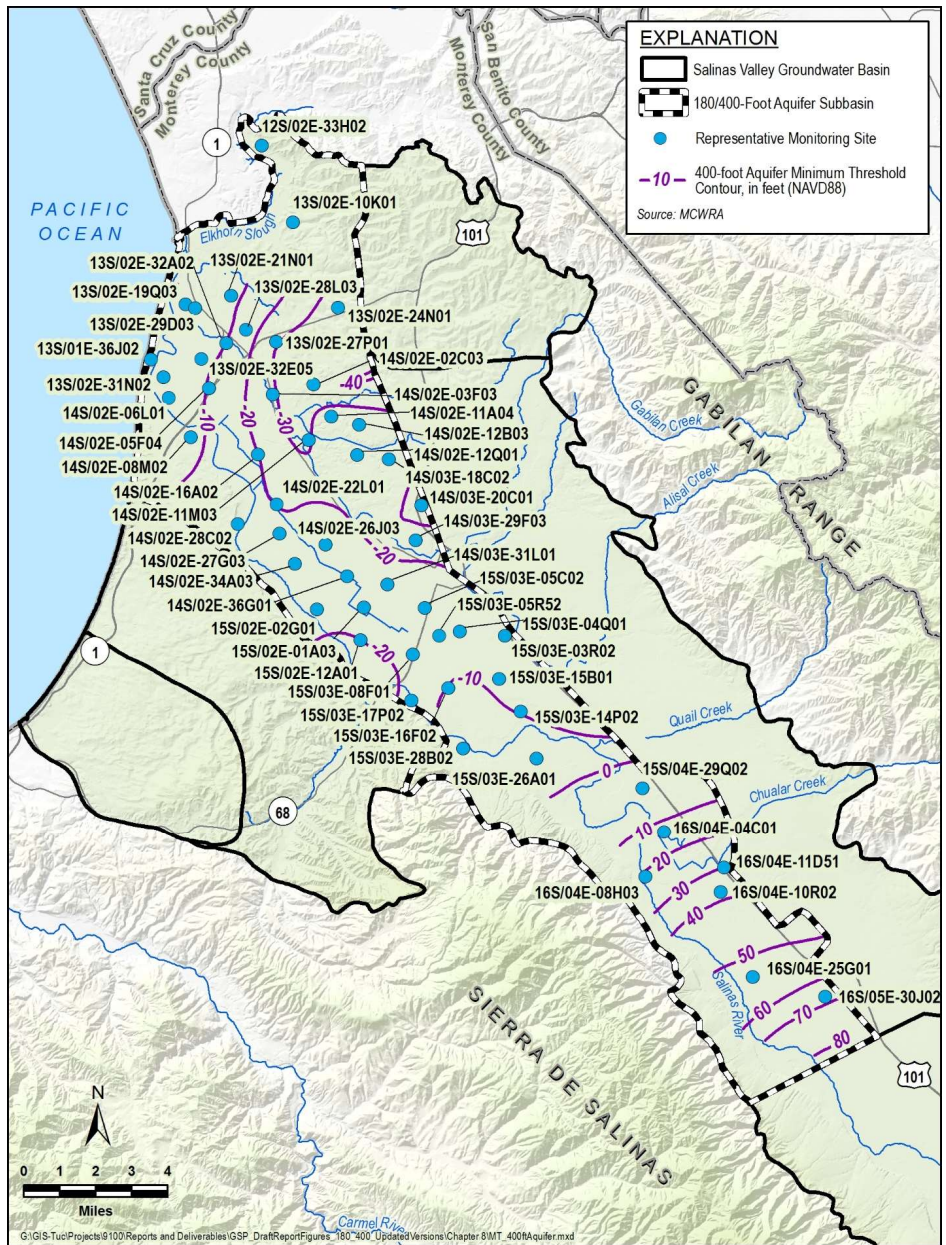 Santa Cruz County
Monterey County
San Benito County
Monterey County
EXPLANATION
Salinas Valley Groundwater Basin
180/400-Foot Aquifer Subbasin
Representative Monitoring Site
-10
400-foot Aquifer Minimum Threshold
Contour, in feet (NAVD88)
Source: MCWRA
1
12S/02E-33H02
PACIFIC
OCEAN
13S/02E-10K01
Elkhorn Slough
101
13S/02E-32A02
13S/02E-21N01
13S/02E-19Q03
13S/02E-28L03
13S/02E-24N01
13S/02E-29D03
13S/02E-27P01
13S/01E-36J02
14S/02E-02C03
13S/02E-32E05
-40
13S/02E-31N02
14S/02E-03F03
14S/02E-06L01
-10
-20
-30
14S/02E-11A04
14S/02E-05F04
14S/02E-12B03
14S/02E-08M02
14S/02E-12Q01
14S/03E-18C02
14S/02E-16A02
14S/02E-22L01
14S/03E-20C01
14S/02E-11M03
14S/03E-29F03
14S/02E-28C02
14S/02E-26J03
-20
14S/03E-31L01
14S/02E-27G03
14S/02E-34A03
15S/03E-05C02
14S/02E-36G01
15S/03E-05R52
15S/02E-02G01
15S/03E-04Q01
15S/02E-01A03
15S/03E-03R02
-20
15S/02E-12A01
-10
15S/03E-15B01
15S/03E-08F01
15S/03E-17P02
15S/03E-14P02
15S/03E-16F02
15S/03E-28B02
15S/03E-26A01
GABILAN
RANGE
Gabilan Creek
Alisal Creek
Quail Creek
Chualar Creek
1
68
0
15S/04E-29Q02
10
16S/04E-04C01
20
16S/04E-11D51
16S/04E-08H03
30
16S/04E-10R02
40
50
16S/04E-25G01
Salinas River
60
16S/05E-30J02
70
80
101
SIERRA DE SALINAS
N
0 1 2 3 4
Miles
Carmel River
G:\GIS-Tuc\Projects\9100\Reports and Deliverables\GSP_DraftReportFigures_180_400_UpdatedVersions\Chapter 8\MT_400ftAquifer.mxd